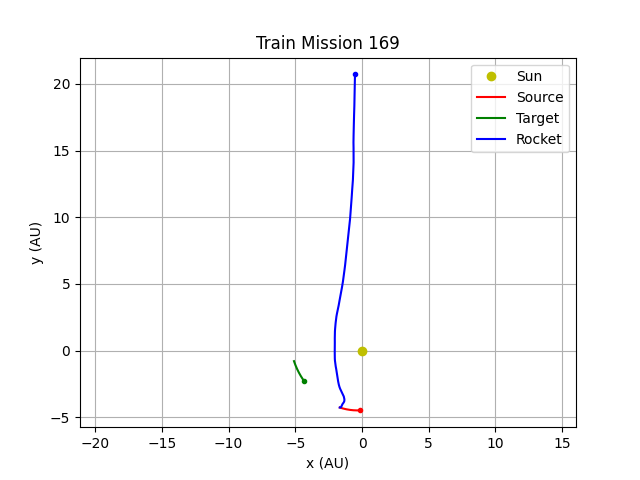 Train Mission 169
Sun
Source
Target
Rocket
20
15
10
5
0
−5
y (AU)
−20
−15
−10
−5
0
5
10
15
x (AU)